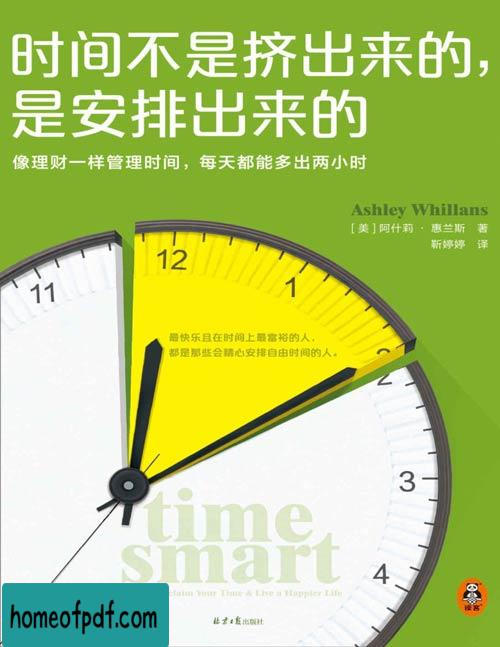 时间不是挤出来的，
是安排出来的
像理财一样管理时间，每天都能多出两小时
Ashley Whillans
[美]阿什莉·惠兰斯 著
靳婷婷 译
12
11
1
最快乐且在时间上最富裕的人，
都是那些会精心安排自由时间的人。
2
2
3
time
smart
4
claim Your Time & Live a Happier Life
读客
homeofpdf.com
北京日报出版社